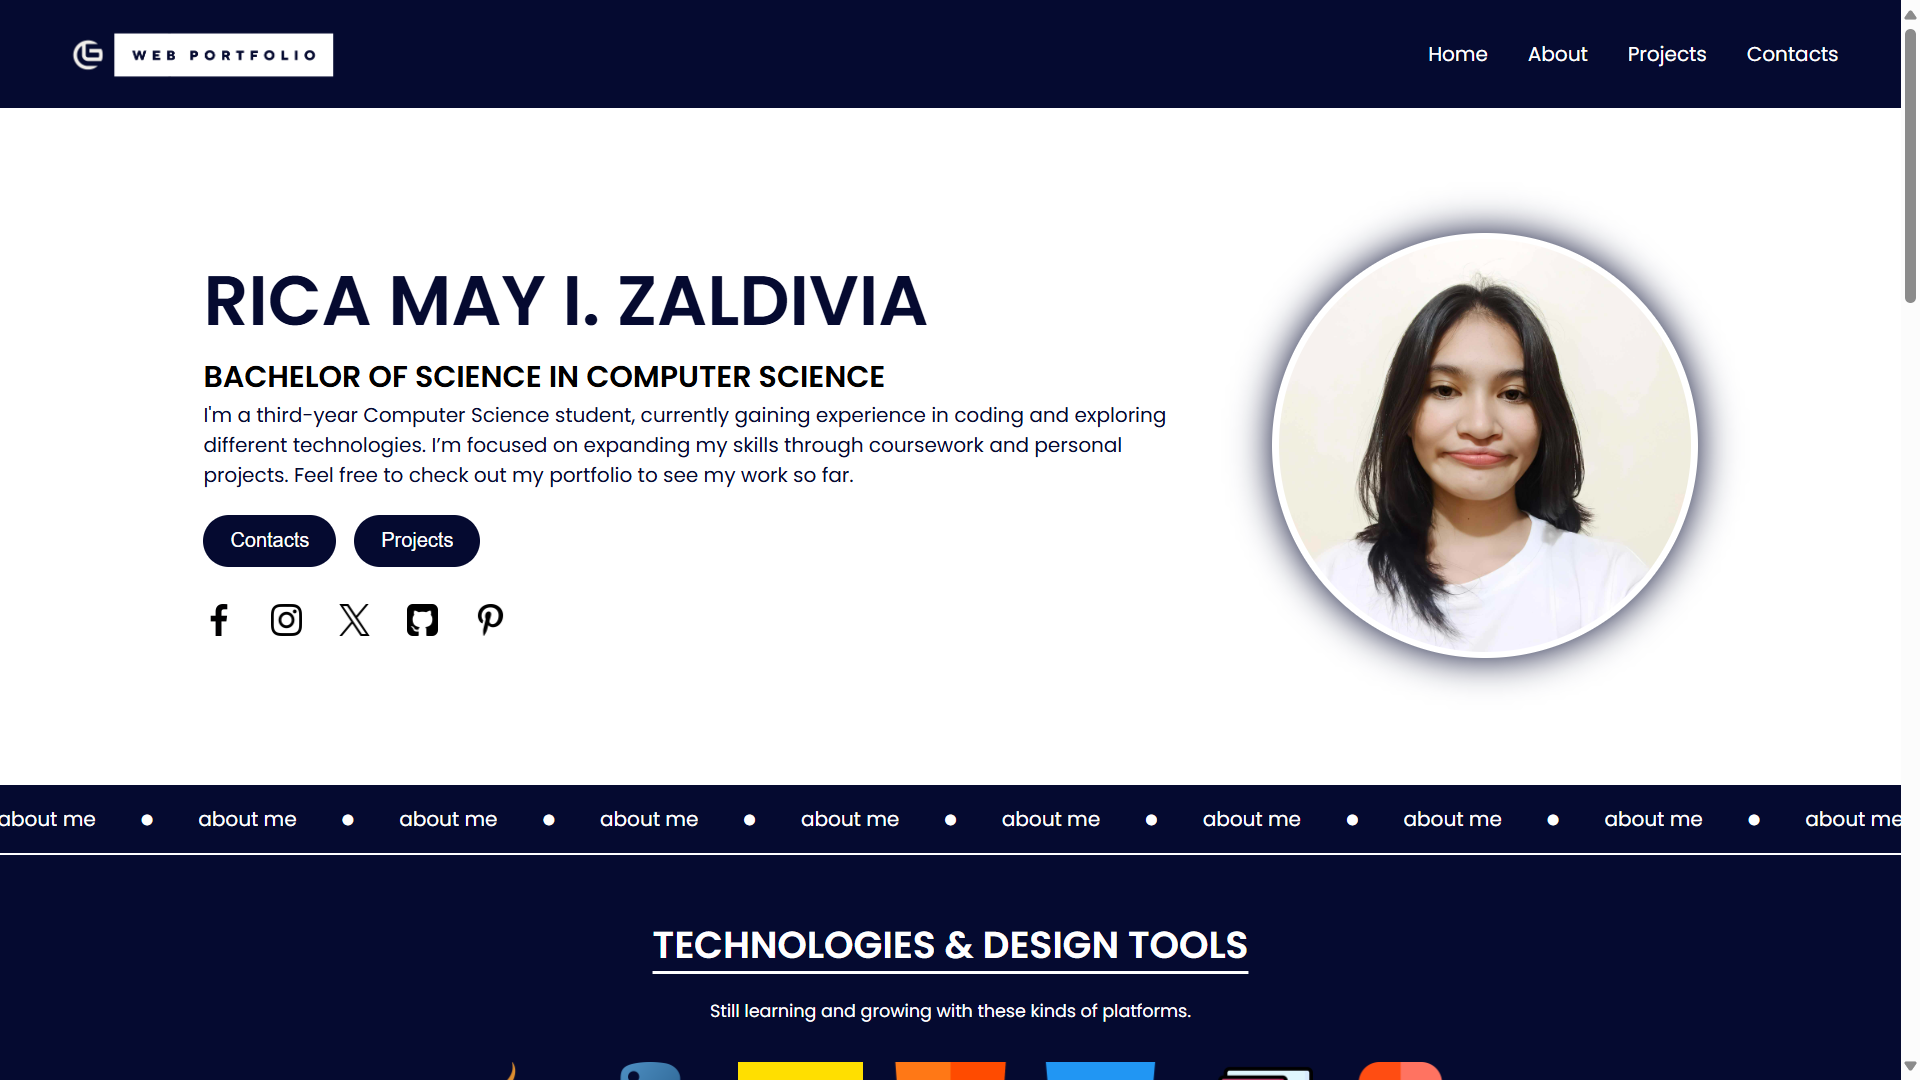 WEB PORTFOLIO
Home About Projects Contacts
RICA MAY I. ZALDIVIA
BACHELOR OF SCIENCE IN COMPUTER SCIENCE
I'm a third-year Computer Science student, currently gaining experience in coding and exploring
different technologies. I’m focused on expanding my skills through coursework and personal
projects. Feel free to check out my portfolio to see my work so far.
Contacts Projects
about me ● about me ● about me ● about me ● about me ● about me ● about me ● about me ● about me ● about me
TECHNOLOGIES & DESIGN TOOLS
Still learning and growing with these kinds of platforms.